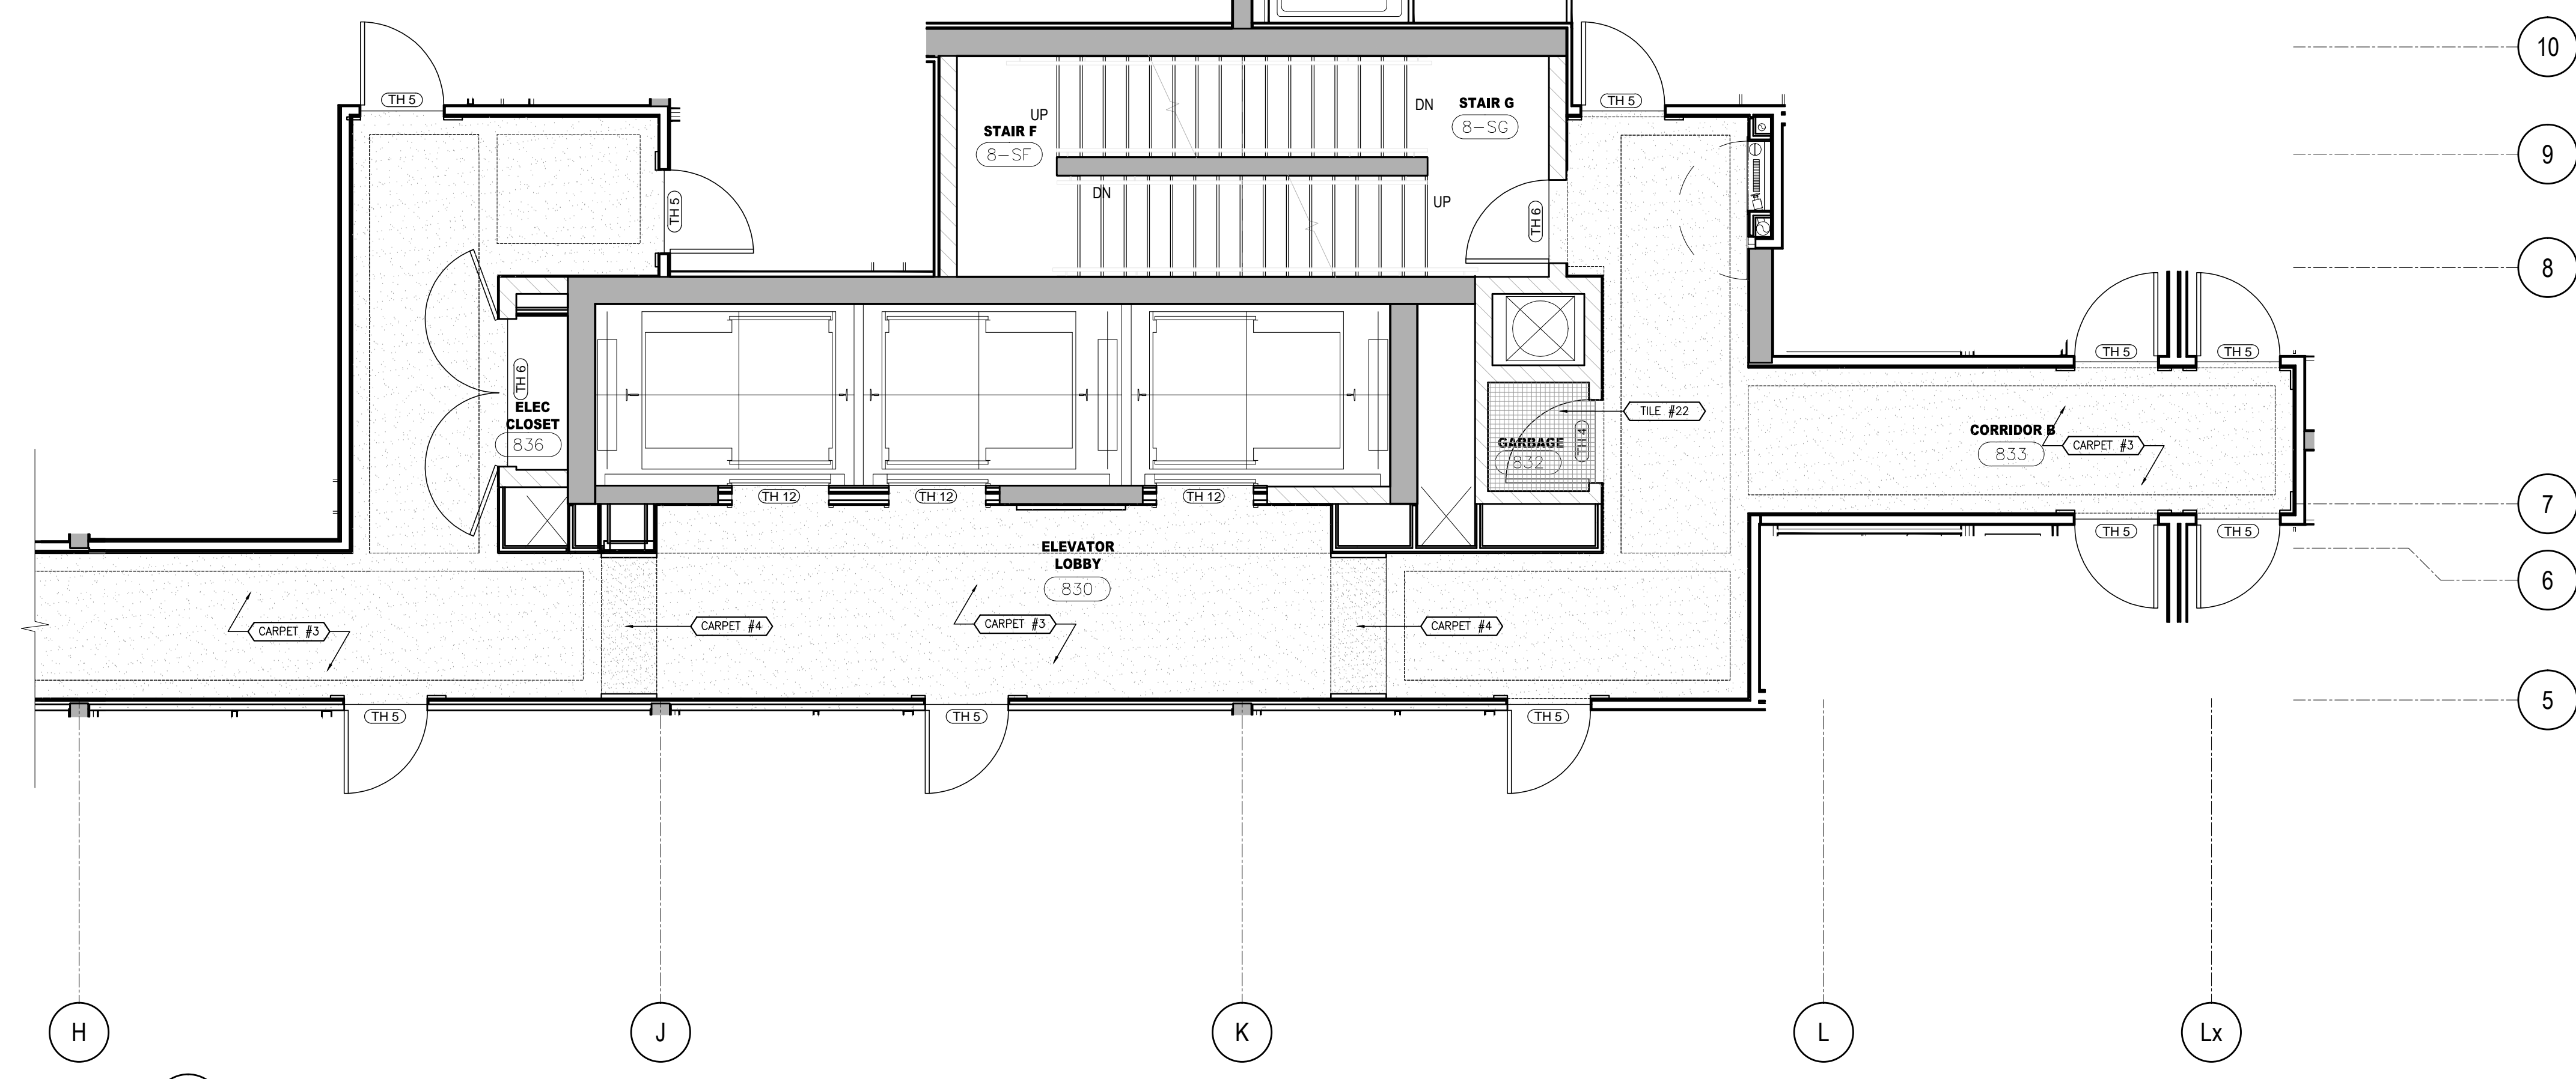 10
TH 5
TH 5
UP
STAIR F
8-SF
DN
STAIR G
8-SG
9
DN
UP
TH 5
TH 6
8
TH 6
ELEC
CLOSET
836
TH 5
TH 5
TILE #22
GARBAGE
832
TH 4
CORRIDOR B
833
CARPET #3
TH 12
TH 12
TH 12
7
TH 5
TH 5
ELEVATOR
LOBBY
830
6
CARPET #3
CARPET #4
CARPET #3
CARPET #4
TH 5
TH 5
TH 5
5
H
J
K
L
Lx